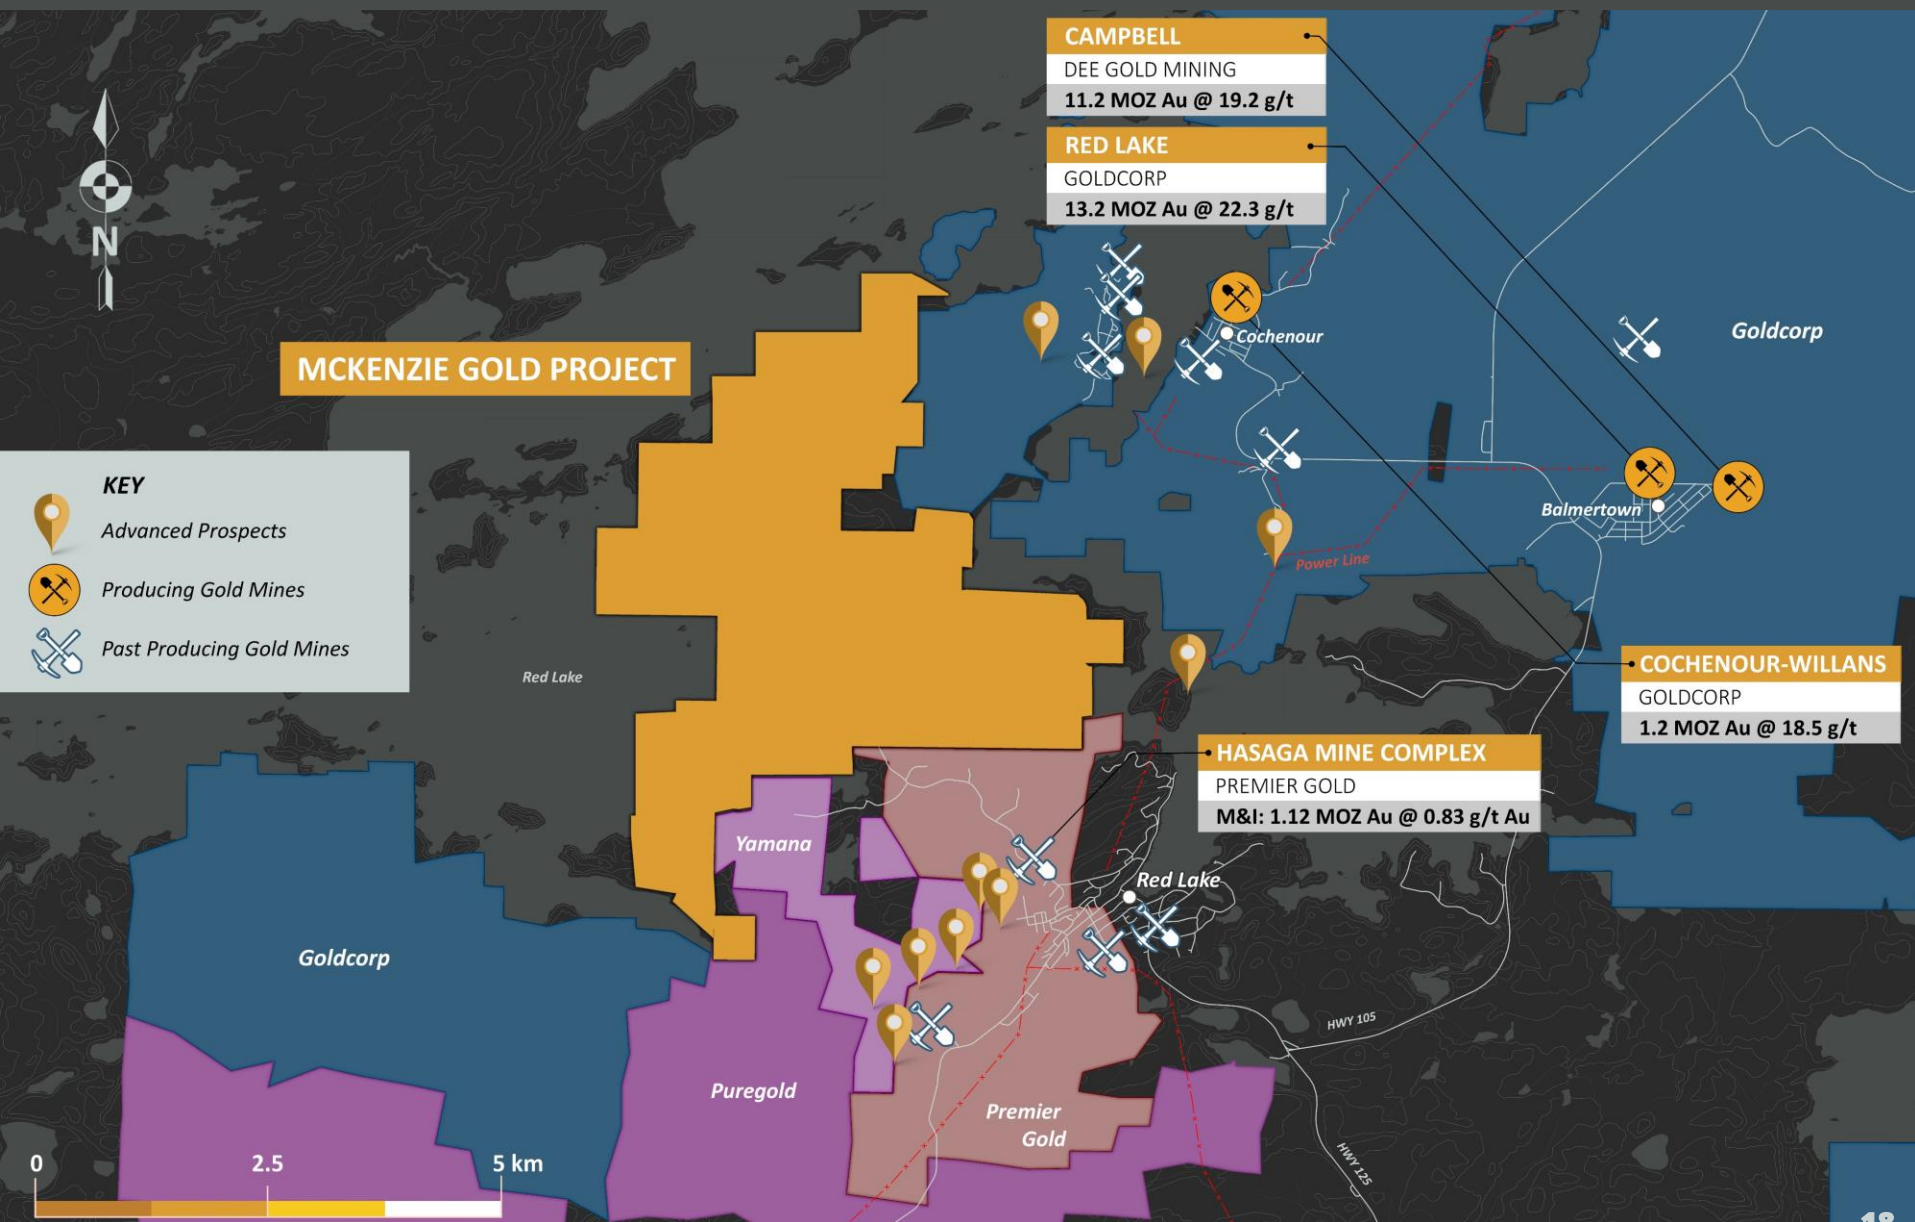 CAMPBELL
DEE GOLD MINING
11.2 MOZ Au @ 19.2 g/t
RED LAKE
GOLDCORP
13.2 MOZ Au @ 22.3 g/t
N
MCKENZIE GOLD PROJECT
Cochenour
Goldcorp
KEY
Advanced Prospects
Producing Gold Mines
Past Producing Gold Mines
Balmertown
Power Line
Red Lake
COCHENOUR-WILLANS
GOLDCORP
1.2 MOZ Au @ 18.5 g/t
HASAGA MINE COMPLEX
PREMIER GOLD
M&I: 1.12 MOZ Au @ 0.83 g/t Au
Yamana
Red Lake
Goldcorp
HWY 105
Puregold
Premier
Gold
HWY 125
0 2.5 5 km
18